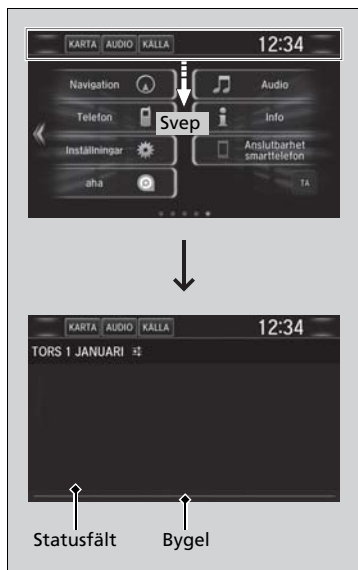 KARTA AUDIO KÄLLA 12:34
Navigation Audio
Telefon Info
Svep
Inställningar Anslutbarhet
smarttelefon
aha TA
KARTA AUDIO KÄLLA 12:34
TORS 1 JANUARI
Statusfält Bygel